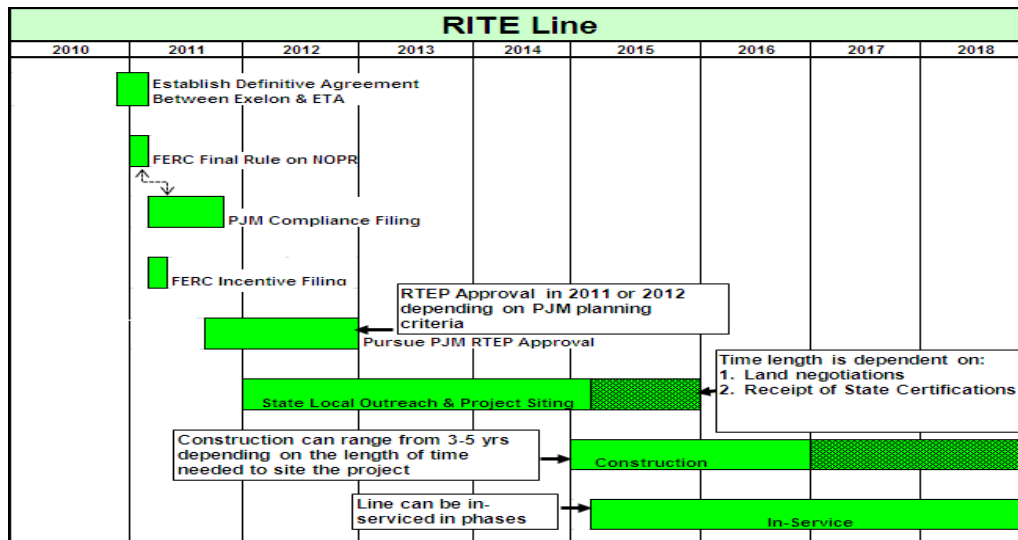 RITE Line
2010 2011 2012 2013 2014 2015 2016 2017 2018
Establish Definitive Agreement
Between Exelon & ETA
FERC Final Rule on NOPR
PJM Compliance Filing
FERC Incentive Filing
RTEP Approval in 2011 or 2012
depending on PJM planning
criteria
Pursue PJM RTEP Approval
Time length is dependent on:
1. Land negotiations
2. Receipt of State Certifications
State Local Outreach & Project Siting
Construction can range from 3-5 yrs
depending on the length of time
needed to site the project
Construction
Line can be in-
serviced in phases
In-Service